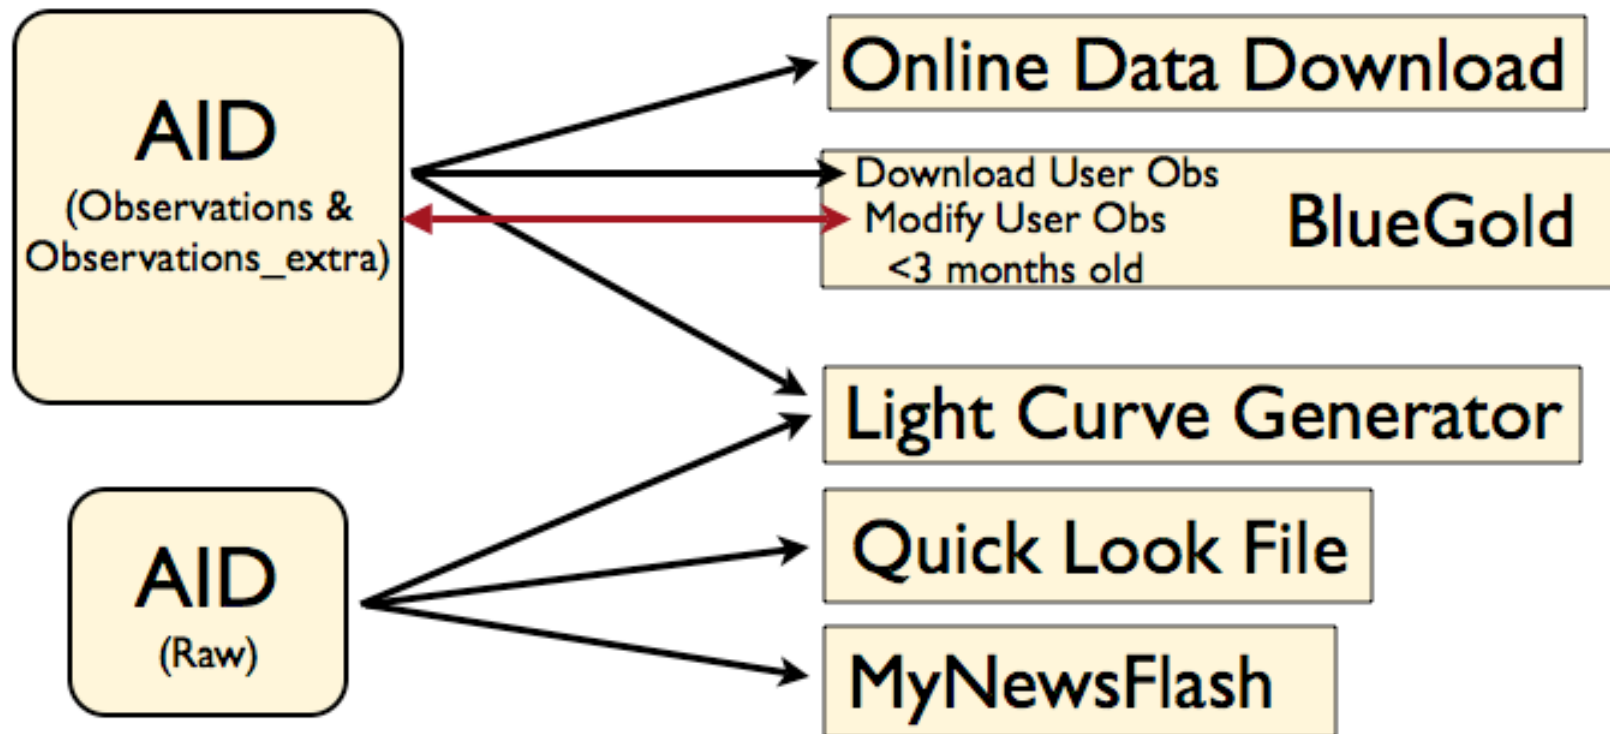 AID
(Observations &
Observations_extra)
Online Data Download
Download User Obs
Modify User Obs
<3 months old
BlueGold
Light Curve Generator
AID
(Raw)
Quick Look File
MyNewsFlash